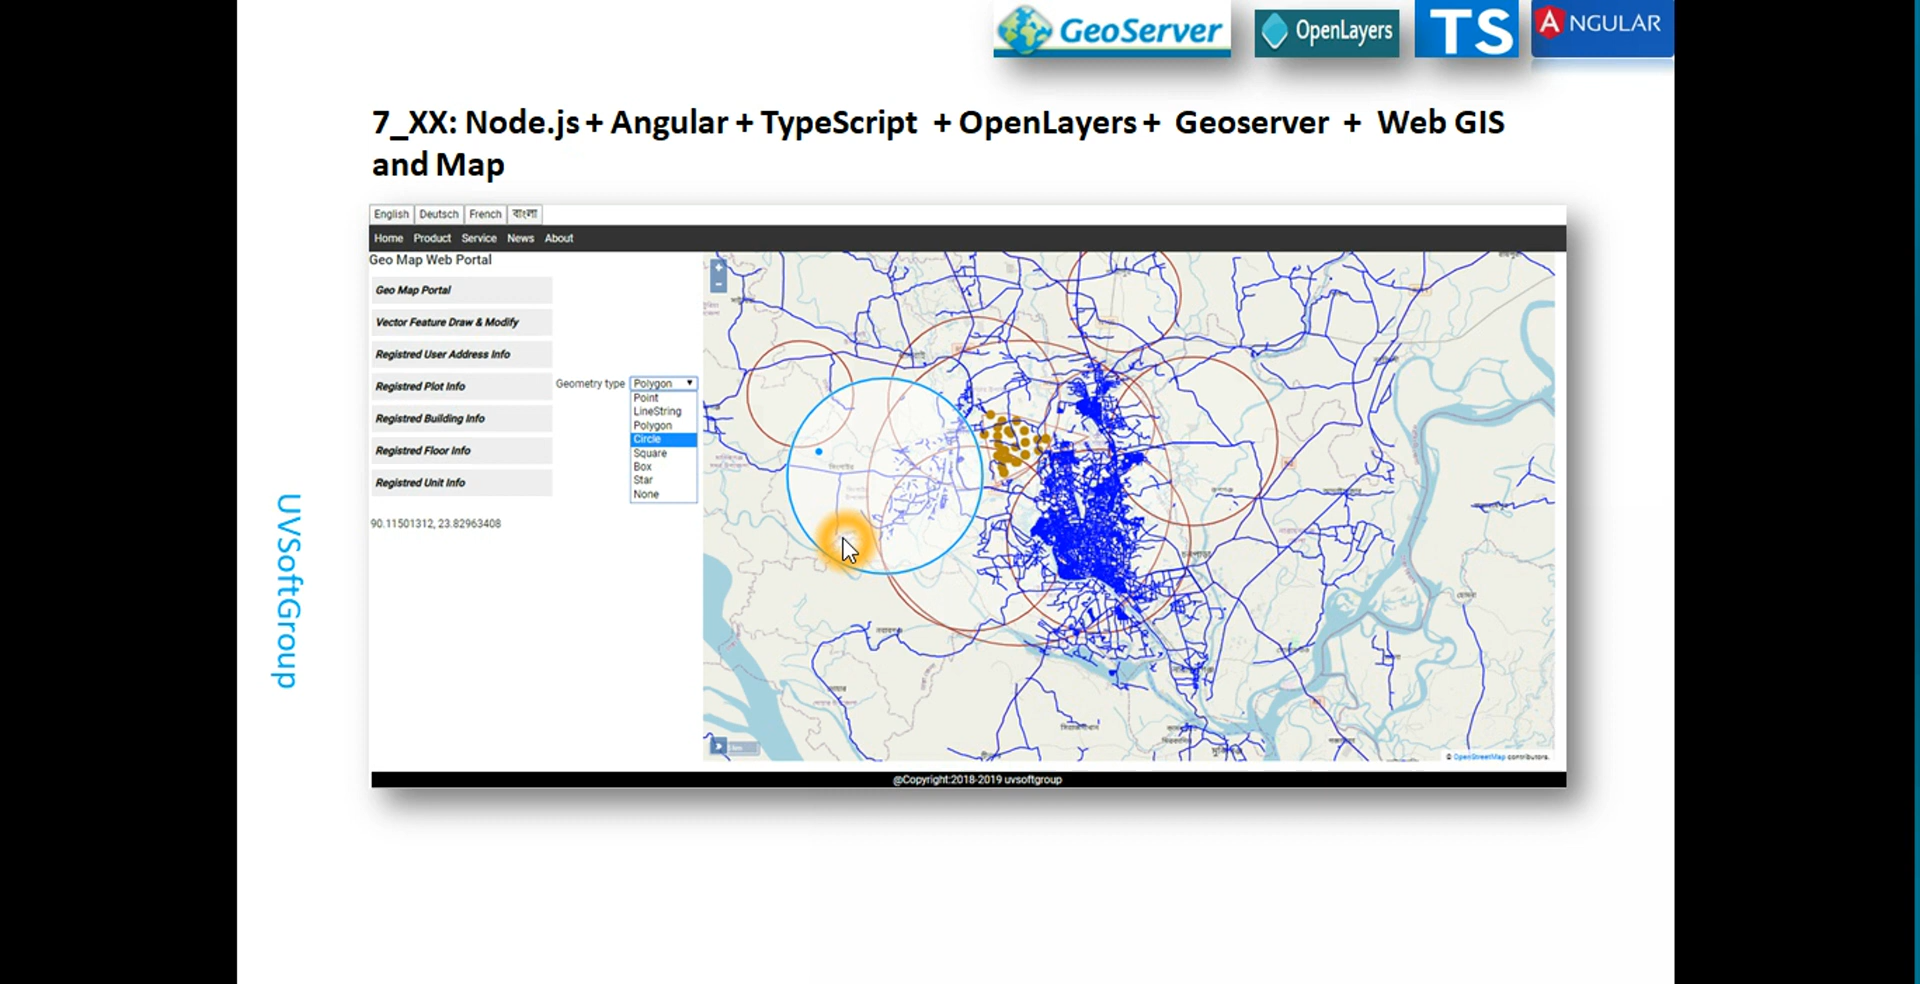 GeoServer
OpenLayers
TS
ANGULAR
7_XX: Node.js + Angular + TypeScript + OpenLayers + Geoserver + Web GIS
and Map
English Deutsch French বাংলা
Home Product Service News About
Geo Map Web Portal
Geo Map Portal
Vector Feature Draw & Modify
Registred User Address Info
Registred Plot Info
Registred Building Info
Registred Floor Info
Registred Unit Info
Geometry type Polygon
Point
LineString
Polygon
Circle
Square
Box
Star
None
90.11501312, 23.82963408
UVSoftGroup
© OpenStreetMap contributors.
@Copyright:2018-2019 uvsoftgroup